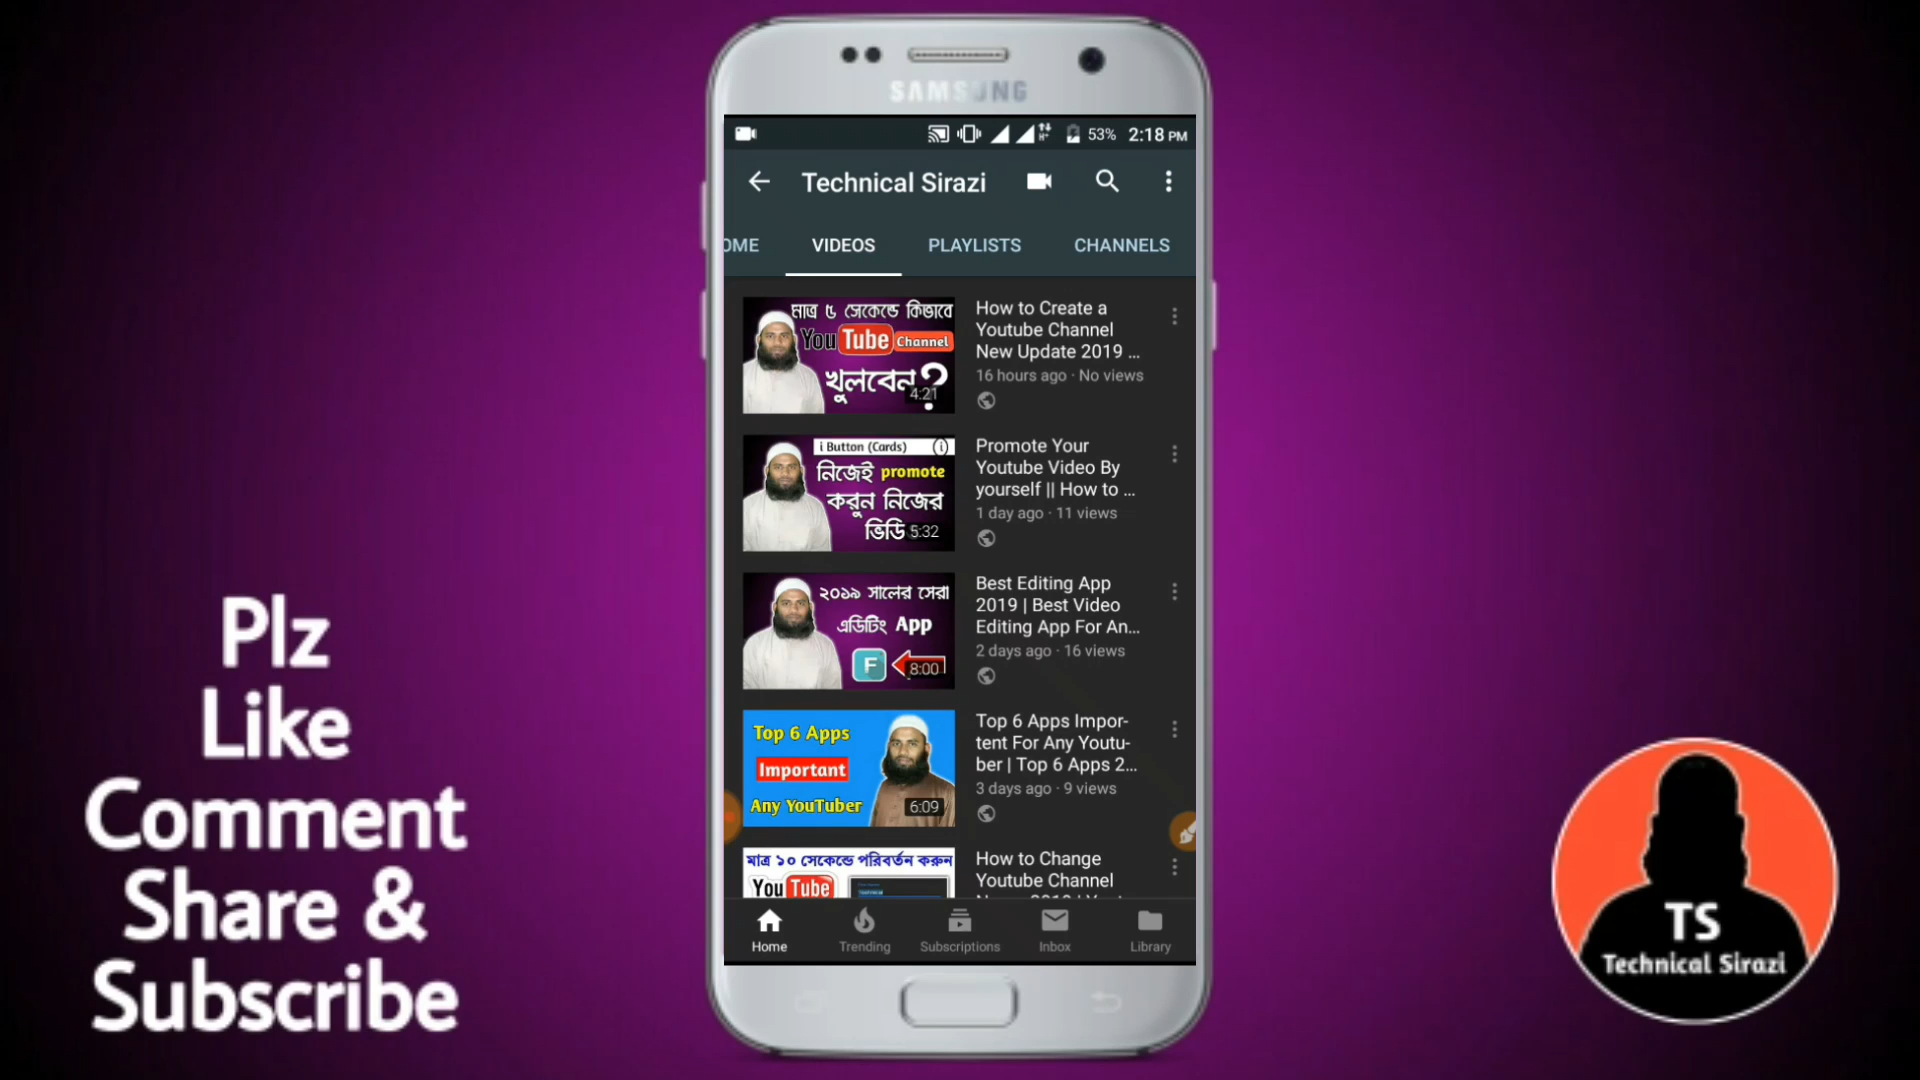 SAMSUNG
H+ 53% 2:18 PM
Technical Sirazi
OME VIDEOS PLAYLISTS CHANNELS
মাত্র ৫ সেকেন্ডে কিভাবে
YouTube Channel
খুলবেন?
4:21
How to Create a
Youtube Channel
New Update 2019 ...
16 hours ago · No views
i Button (Cards) i
নিজেই promote
করুন নিজের
ভিডি
5:32
Promote Your
Youtube Video By
yourself || How to ...
1 day ago · 11 views
২০১৯ সালের সেরা
এডিটিং App
F
8:00
Best Editing App
2019 | Best Video
Editing App For An...
2 days ago · 16 views
Top 6 Apps
Important
Any YouTuber
6:09
Top 6 Apps Impor-
tent For Any Youtu-
ber | Top 6 Apps 2...
3 days ago · 9 views
মাত্র ১০ সেকেন্ডে পরিবর্তন করুন
YouTube
How to Change
Youtube Channel
Home Trending Subscriptions Inbox Library
Plz
Like
Comment
Share &
Subscribe
TS
Technical Sirazi